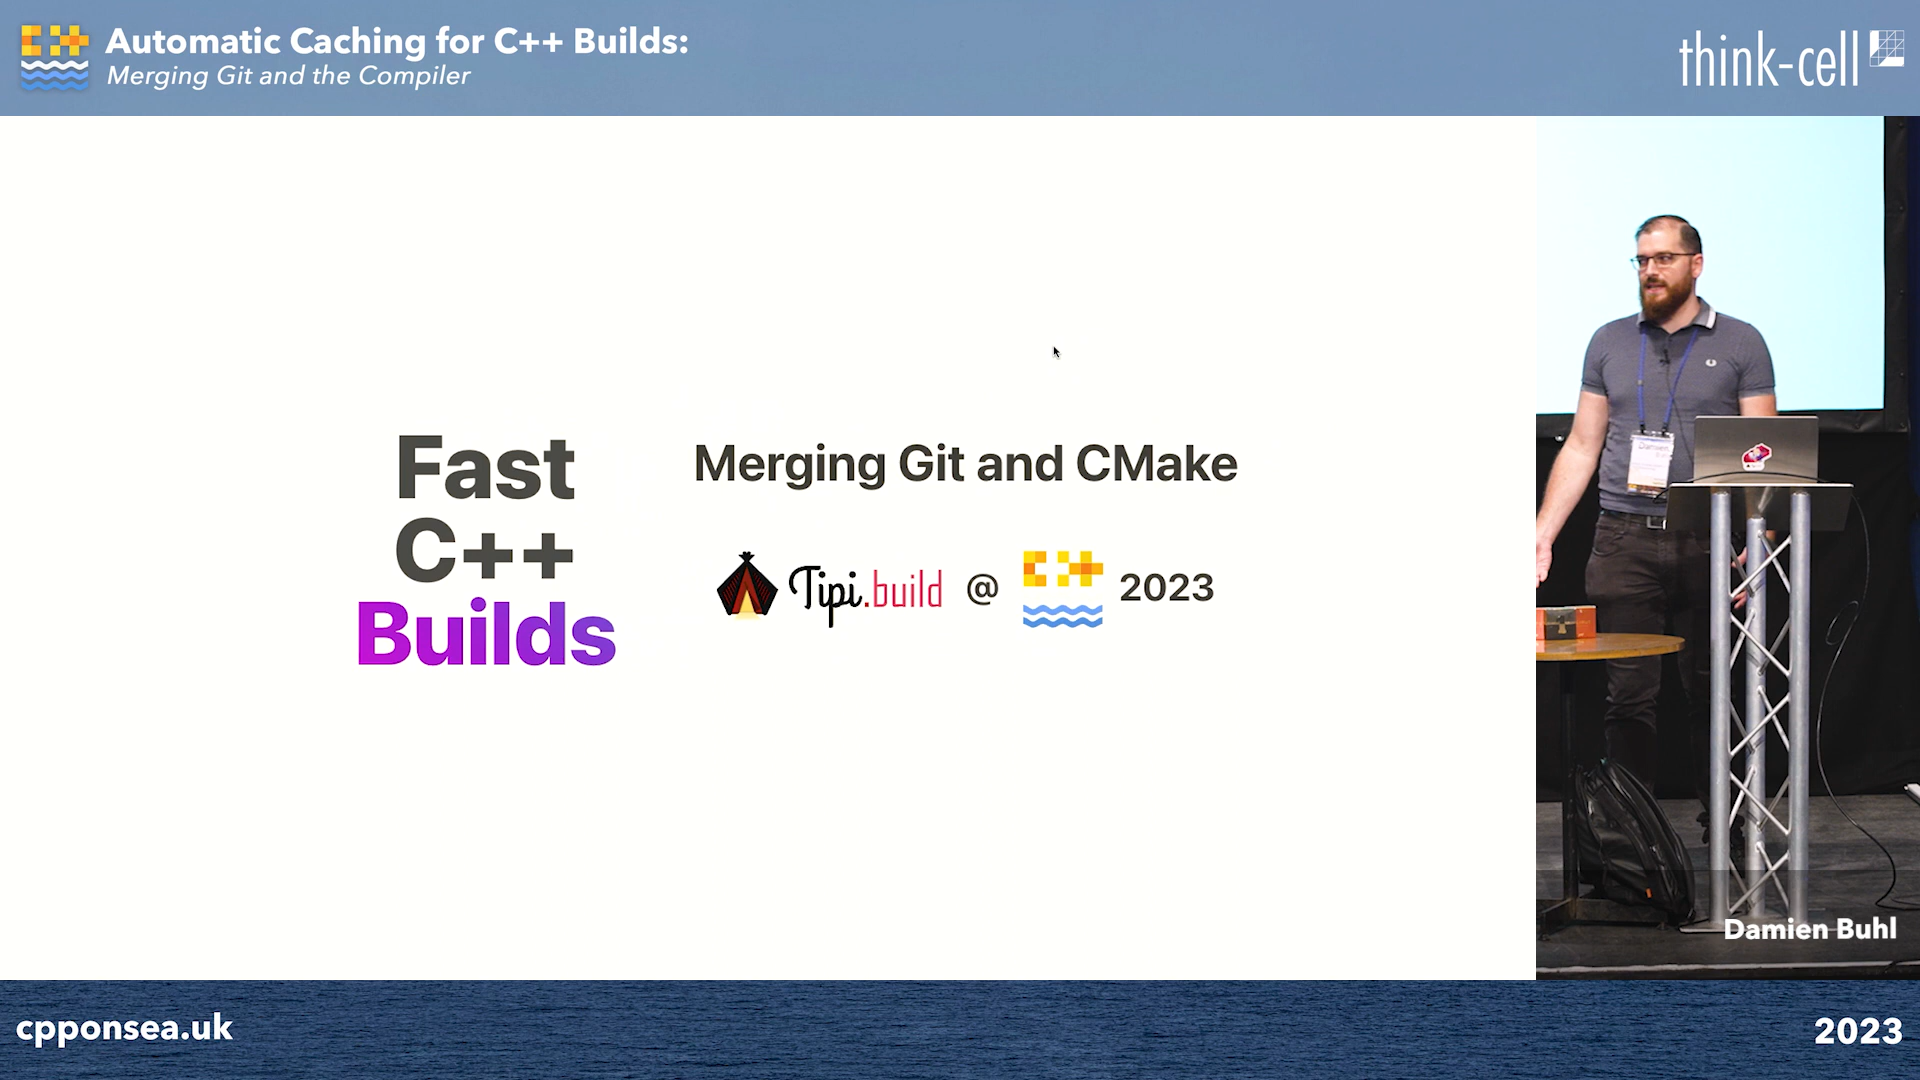 Automatic Caching for C++ Builds:
Merging Git and the Compiler
think-cell
Fast
C++
Builds
Merging Git and CMake
Tipi.build @ C++ 2023
Damien Buhl
cpponsea.uk
2023